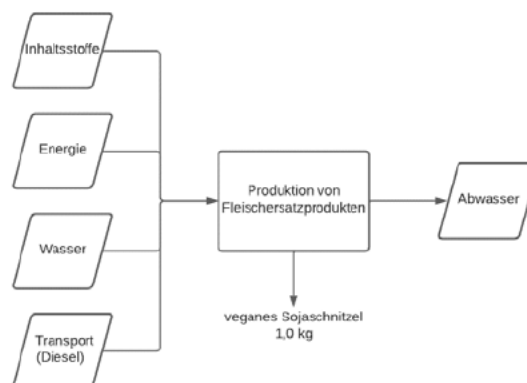 Inhaltsstoffe
Energie
Wasser
Transport
(Diesel)
Produktion von
Fleischersatzprodukten
veganes Sojaschnitzel
1,0 kg
Abwasser